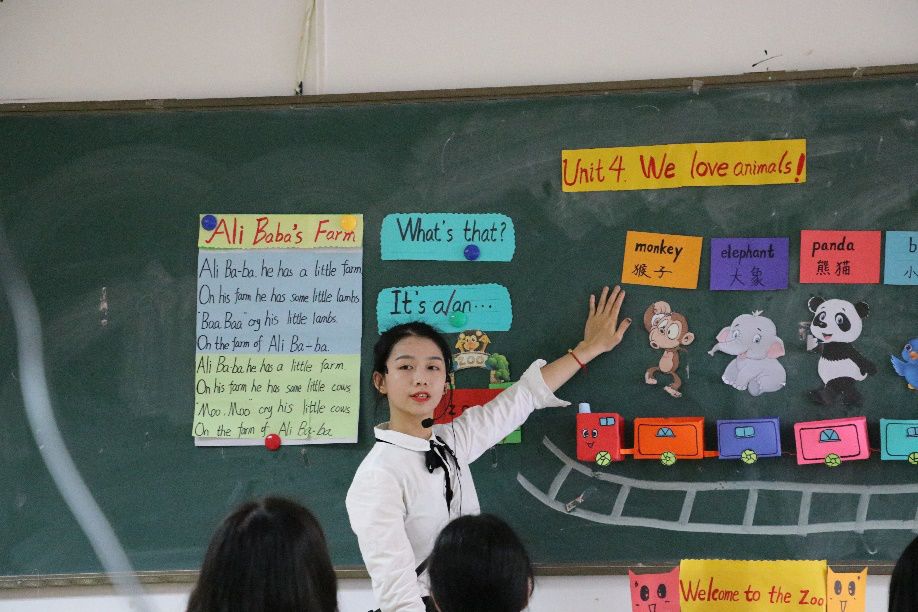 Unit 4. We love animals!
Ali Baba's Farm
Ali Ba-ba, he has a little farm
On his farm he has some little lambs
"Baa Baa" cry his little lambs.
On the farm of Ali Ba-ba.
Ali Ba-ba he has a little farm.
On his farm he has some little cows
"Moo, Moo" cry his little cows
On the farm of Ali Ba-ba
What's that?
It's a/an...
ZOO
monkey
猴子
elephant
大象
panda
熊猫
b
小
Z
Welcome to the Zoo